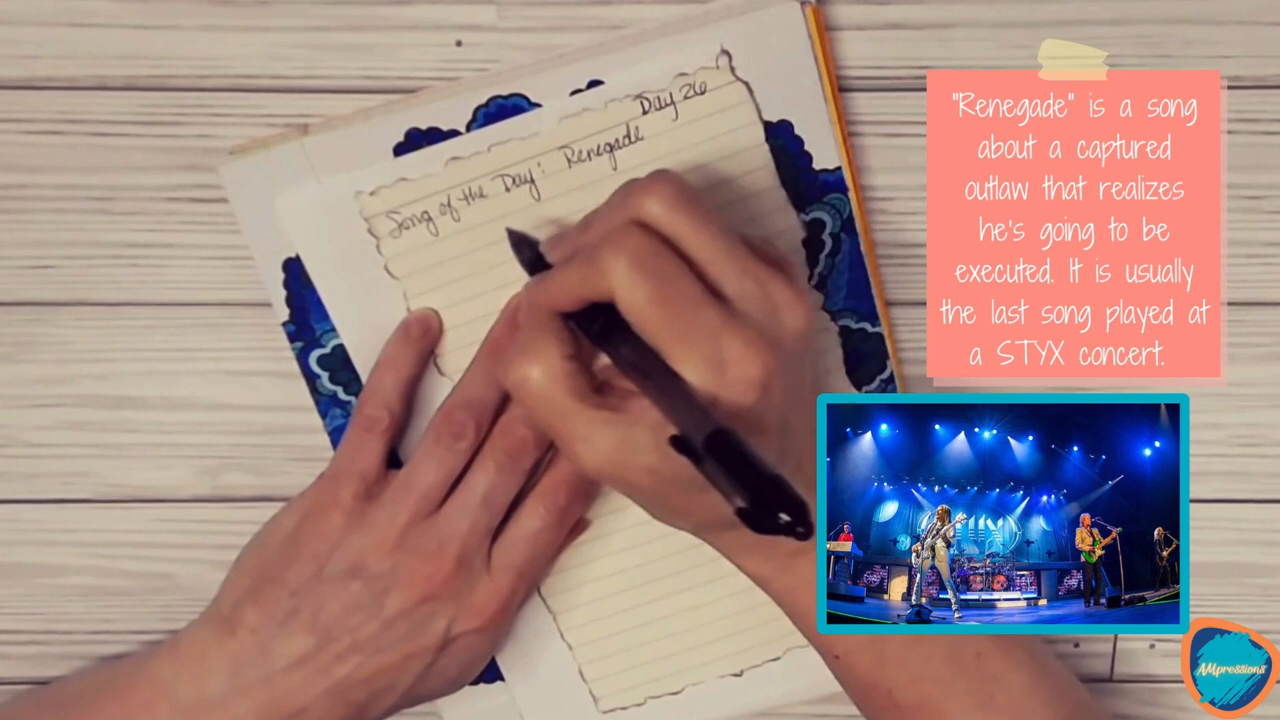 Day 26
Song of the Day: Renegade
"Renegade" is a song
about a captured
outlaw that realizes
he's going to be
executed. It is usually
the last song played at
a STYX concert.
AMpressions